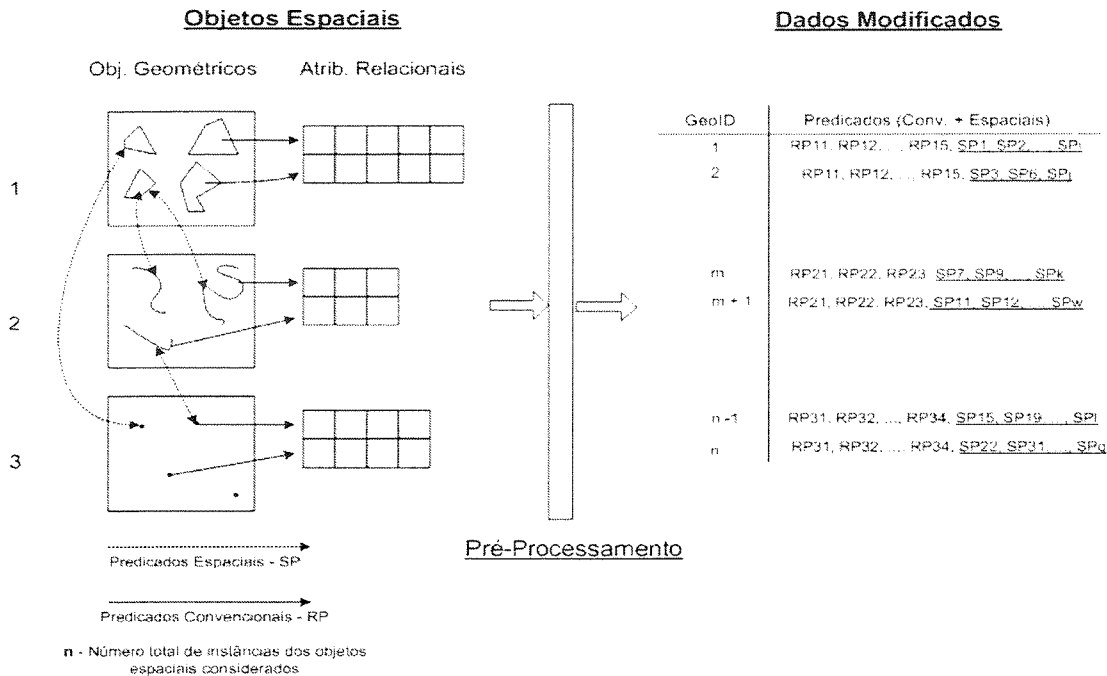 Objetos Espaciais
Dados Modificados
Obj. Geométricos
Atrib. Relacionais
1
2
3
GeoID
Predicados (Conv. + Espaciais)
1
RP11, RP12, ..., RP15, SP1, SP2, ..., SPi
2
RP11, RP12, ..., RP15, SP3, SP6, SPj
m
RP21, RP22, RP23 SP7, SP9, ..., SPk
m + 1
RP21, RP22, RP23, SP11, SP12, ..., SPw
n -1
RP31, RP32, ..., RP34, SP15, SP19..., SPl
n
RP31, RP32, ... RP34, SP22, SP31, ..., SPq
Pré-Processamento
Predicados Espaciais - SP
Predicados Convencionais - RP
n - Número total de instâncias dos objetos
espaciais considerados